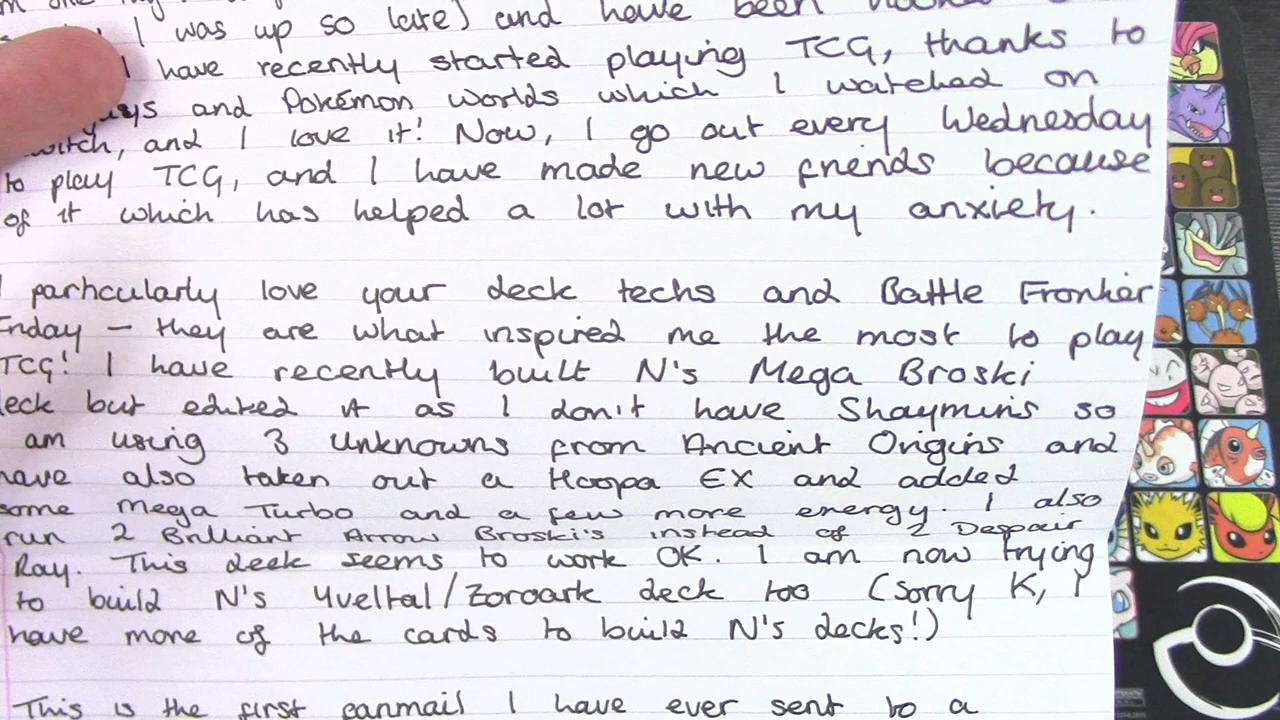 I was up so late) and have been
I have recently started playing TCG, thanks to
and Pokémon Worlds which I watched on
and I love it! Now, I go out every Wednesday
to play TCG, and I have made new friends because
of it which has helped a lot with my anxiety.
I particularly love your deck techs and Battle Frontier
Friday - they are what inspired me the most to play
TCG! I have recently built N's Mega Broski
deck but edited it as I don't have Shaymins so
am using 3 Unknowns from Ancient Origins and
have also taken out a Hoopa EX and added
some Mega Turbo and a few more energy. I also
run 2 Brilliant Arrow Broski's instead of 2 Despair
Ray. This deck seems to work OK. I am now trying
to build N's Yveltal/Zoroark deck too (sorry K, I
have more of the cards to build N's decks!)
This is the first fanmail I have ever sent to a